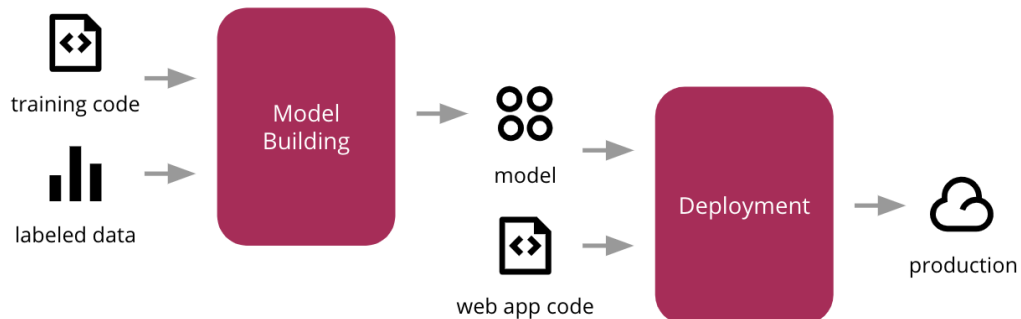 training code
labeled data
Model
Building
model
web app code
Deployment
production